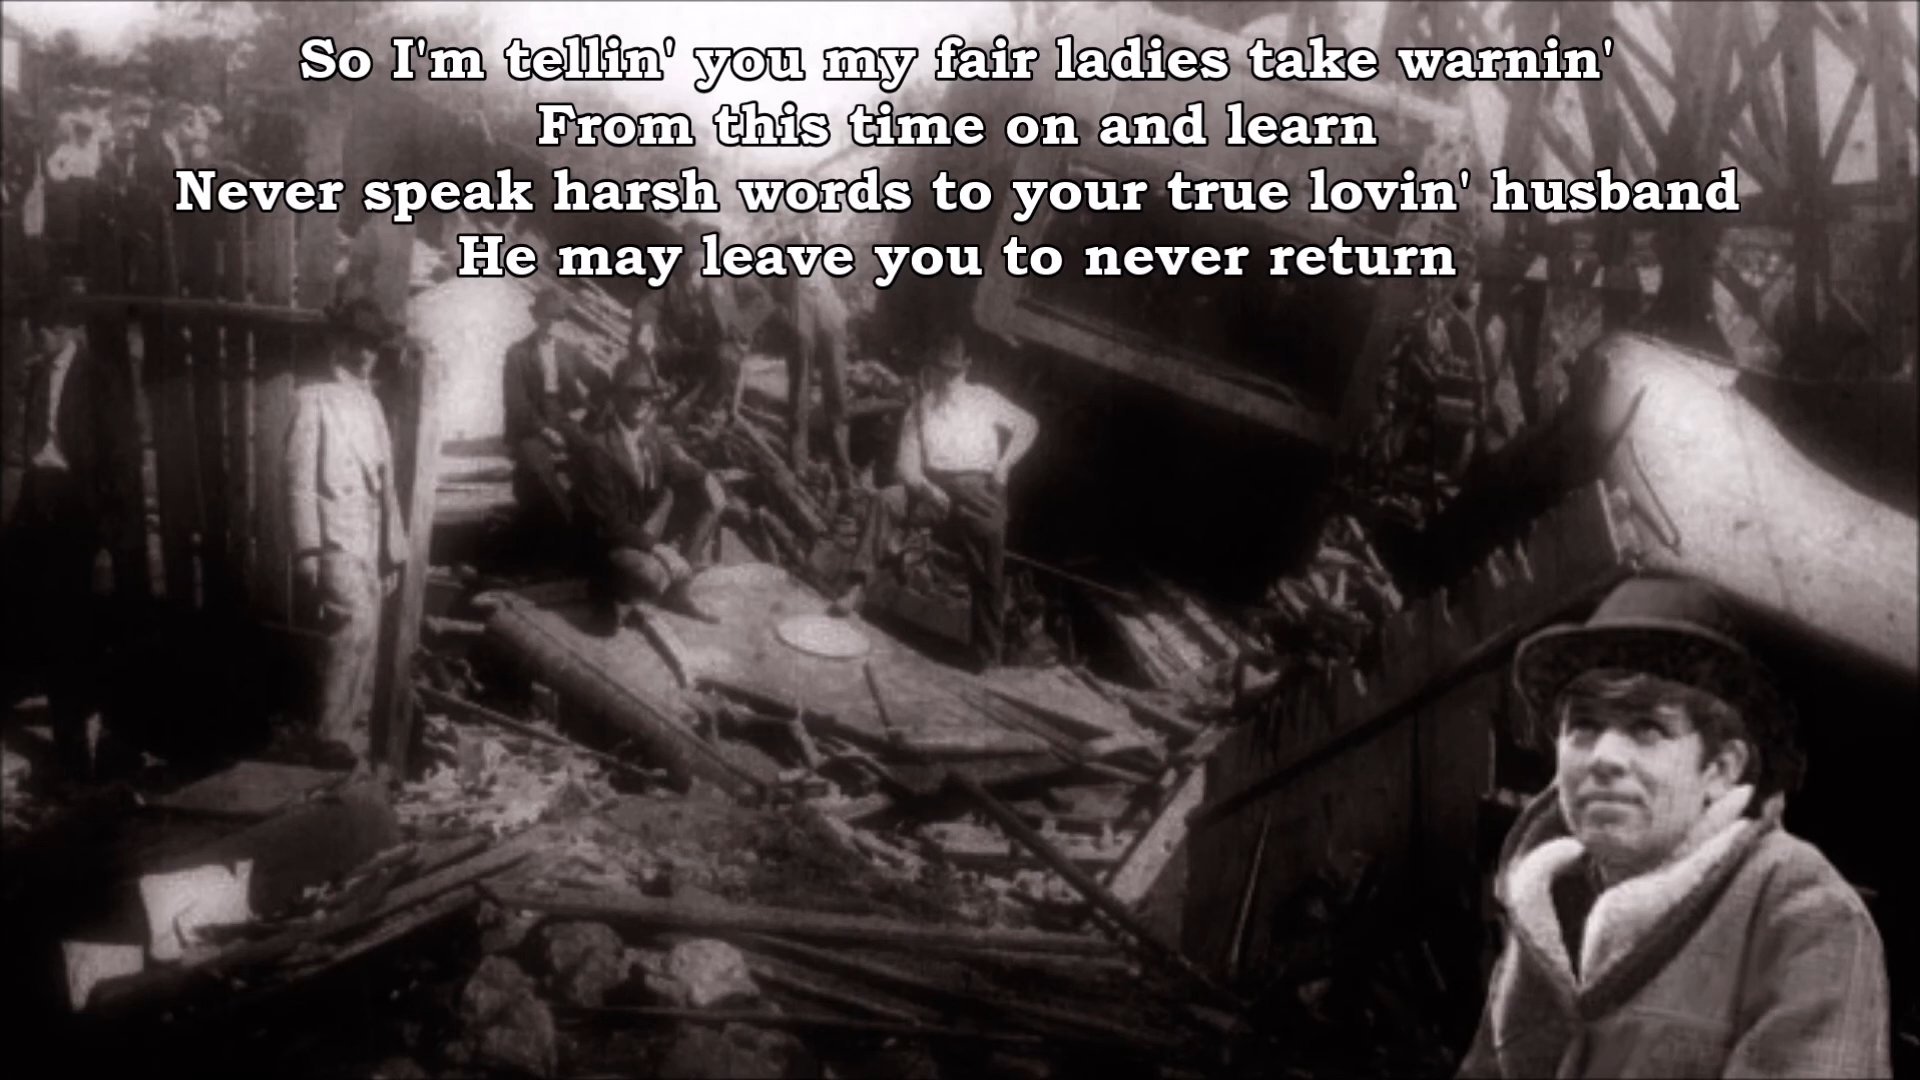 So I'm tellin' you my fair ladies take warnin'
From this time on and learn
Never speak harsh words to your true lovin' husband
He may leave you to never return